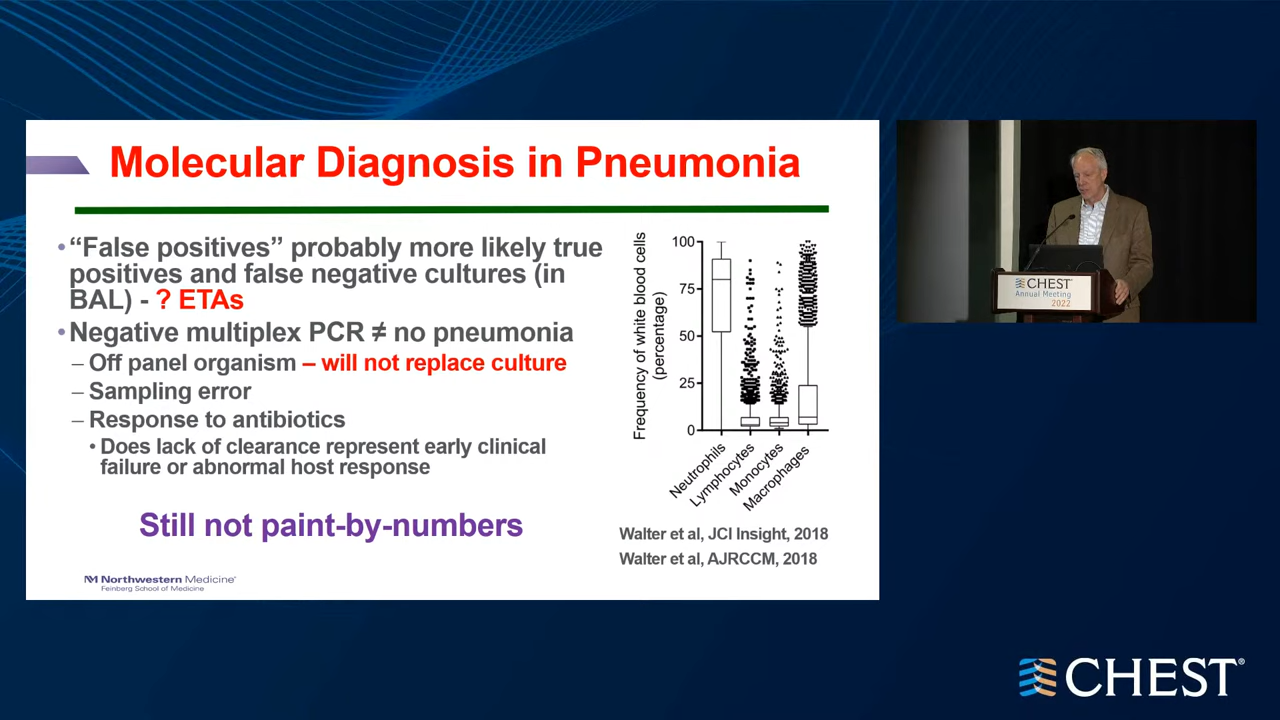 Molecular Diagnosis in Pneumonia
•“False positives” probably more likely true
positives and false negative cultures (in
BAL) - ? ETAs
•Negative multiplex PCR ≠ no pneumonia
– Off panel organism – will not replace culture
– Sampling error
– Response to antibiotics
• Does lack of clearance represent early clinical
failure or abnormal host response
Still not paint-by-numbers
Frequency of white blood cells
(percentage)
100
75
50
25
0
Neutrophils
Lymphocytes
Monocytes
Macrophages
Walter et al, JCI Insight, 2018
Walter et al, AJRCCM, 2018
M Northwestern Medicine®
Feinberg School of Medicine
CHEST
Annual Meeting
2022
CHEST®